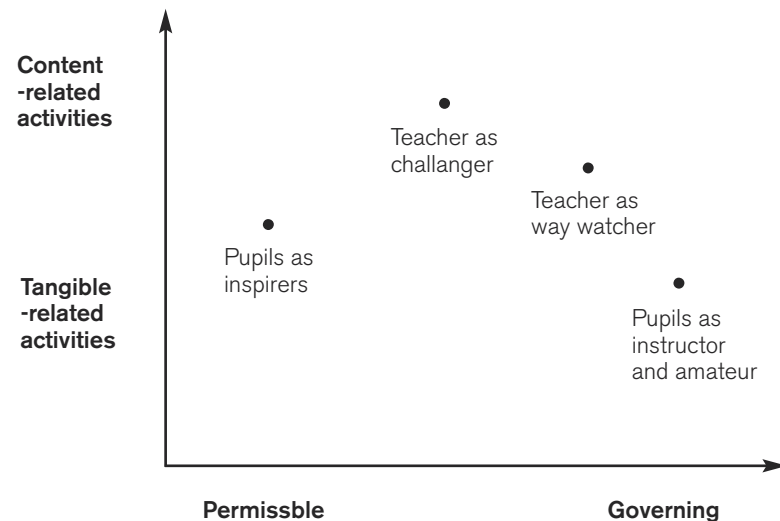 Content
-related
activities
Teacher as
challanger
Teacher as
way watcher
Pupils as
inspirers
Tangible
-related
activities
Pupils as
instructor
and amateur
Permissble
Governing